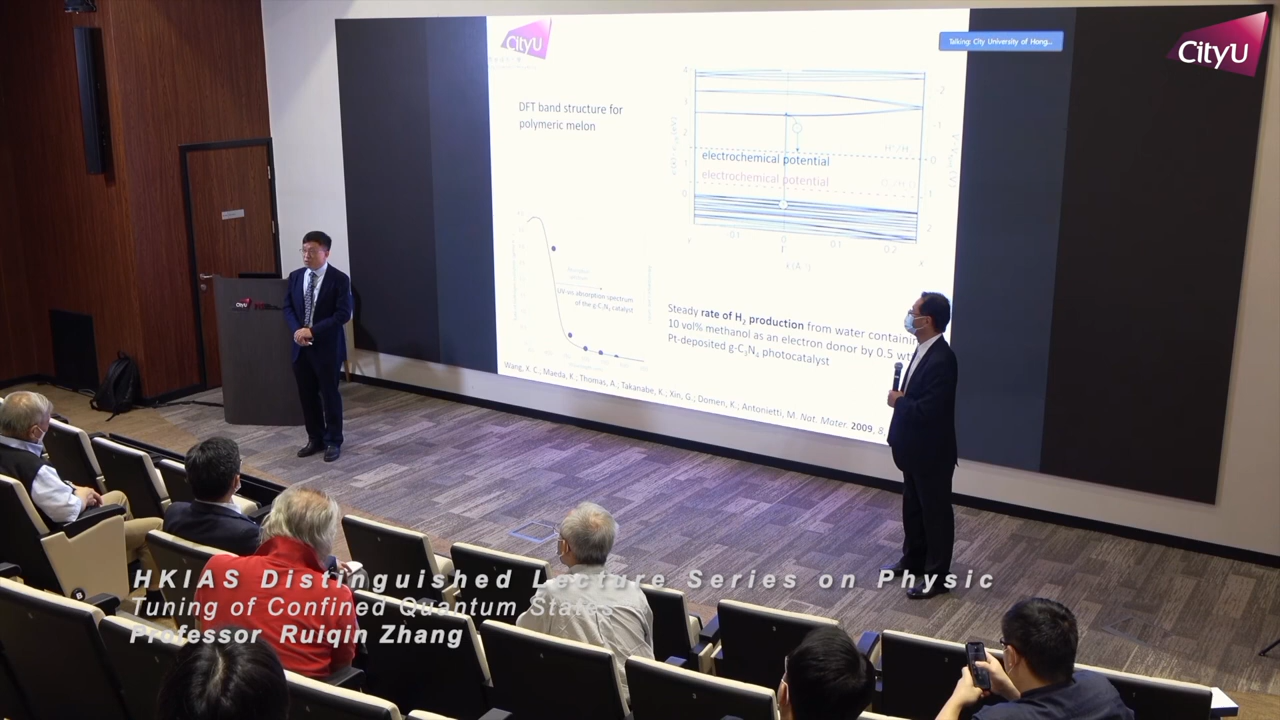 CityU
Talking: City University of Hong...
CityU
DFT band structure for
polymeric melon
electrochemical potential
electrochemical potential
UV-vis absorption spectrum
of the g-C₃N₄ catalyst
Steady rate of H₂ production from water containin
10 vol% methanol as an electron donor by 0.5 wt
Pt-deposited g-C₃N₄ photocatalyst
Wang, X. C.; Maeda, K.; Thomas, A.; Takanabe, K.; Xin, G.; Domen, K.; Antonietti, M. Nat. Mater. 2009, 8,
CityU
HKIAS Distinguished Lecture Series on Physic
Tuning of Confined Quantum States
Professor Ruiqin Zhang